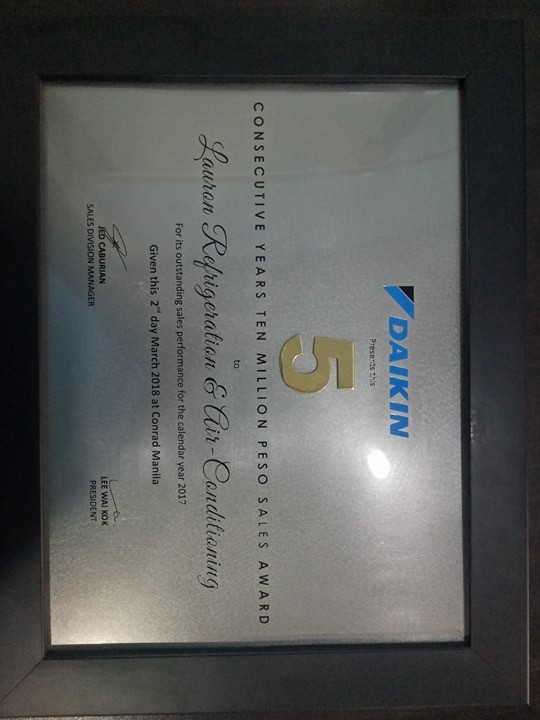 DAIKIN
Presents this
5
CONSECUTIVE YEARS TEN MILLION PESO SALES AWARD
to
Lauron Refrigeration & Air-Conditioning
For its outstanding sales performance for the calendar year 2017
Given this 2nd day March 2018 at Conrad Manila
JED CABURIAN
SALES DIVISION MANAGER
LEE WAI KOK
PRESIDENT